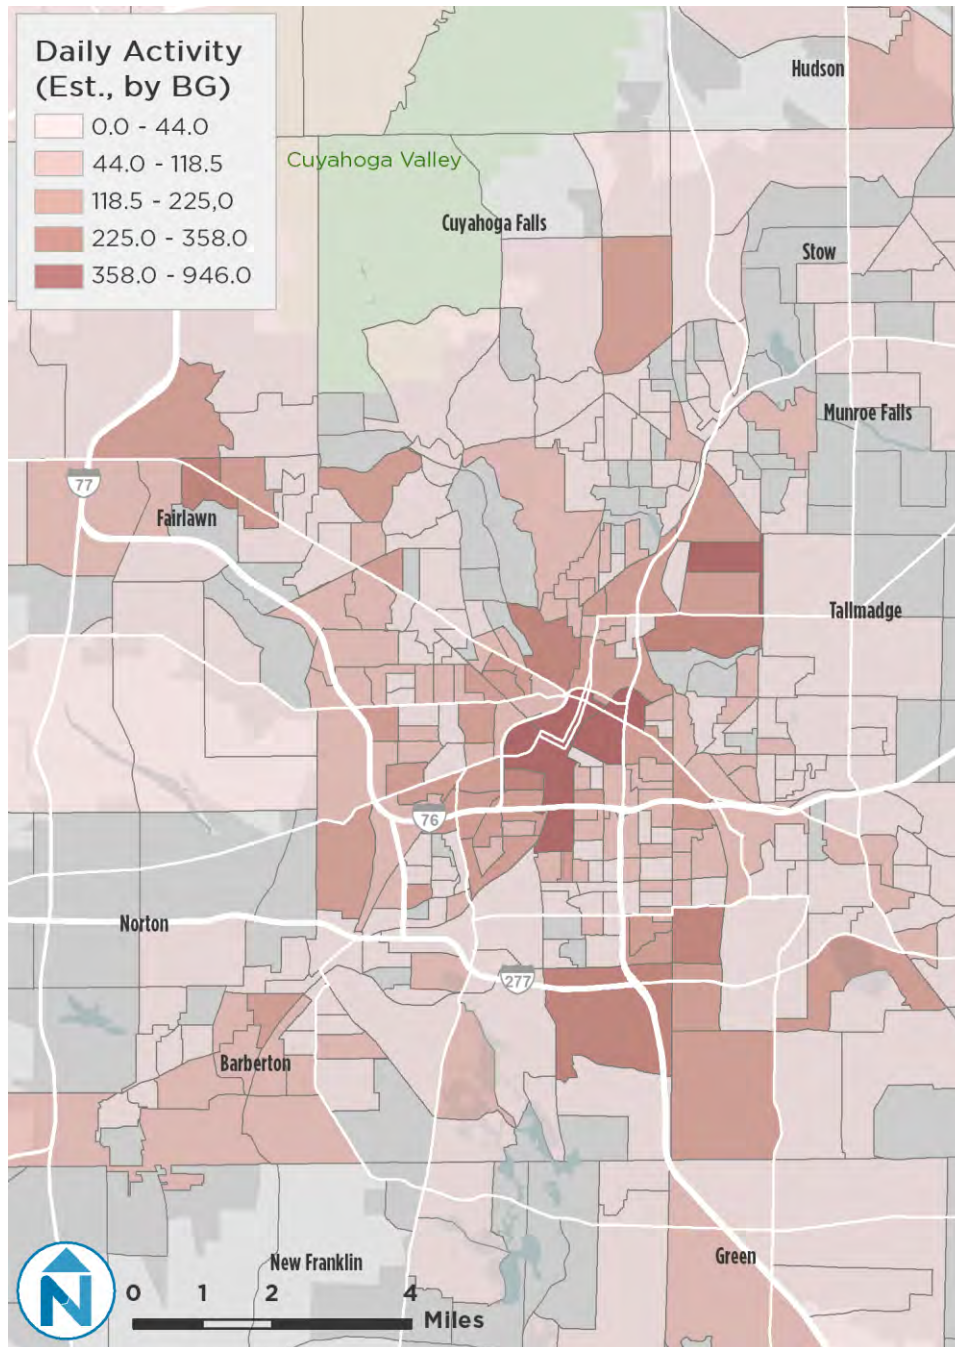 Daily Activity
(Est., by BG)
0.0 - 44.0
44.0 - 118.5
118.5 - 225,0
225.0 - 358.0
358.0 - 946.0
Hudson
Cuyahoga Valley
Cuyahoga Falls
Stow
Munroe Falls
77
Fairlawn
Tallmadge
76
Norton
277
Barberton
Green
New Franklin
N
0 1 2 4
Miles